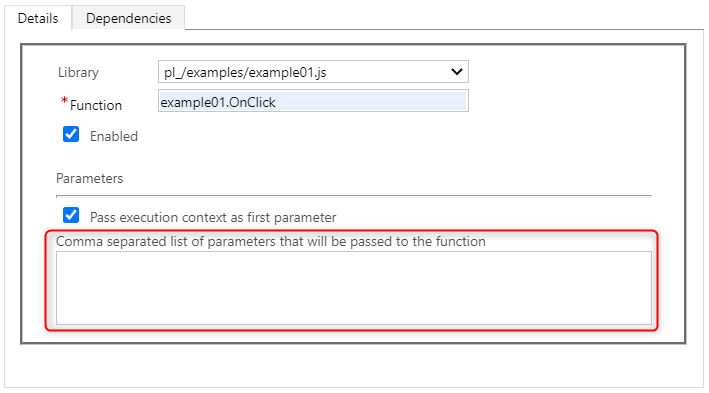 Details Dependencies
Library pl_/examples/example01.js
*Function example01.OnClick
Enabled
Parameters
Pass execution context as first parameter
Comma separated list of parameters that will be passed to the function